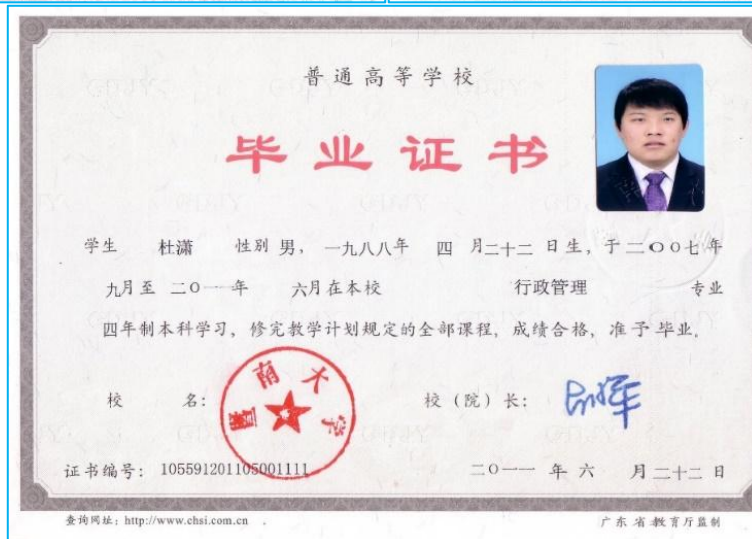 普通高等学校
毕业证书
学生 杜潇 性别 男, 一九八八年 四 月二十二 日生, 于二〇〇七年
九月至 二〇一一年 六月在本校 行政管理 专业
四年制本科学习, 修完教学计划规定的全部课程, 成绩合格, 准予毕业。
校 名: 暨南大学 校(院)长:
证书编号: 105591201105001111 二〇一一 年 六 月 二十二 日
查询网址: http://www.chsi.com.cn 广东省教育厅监制